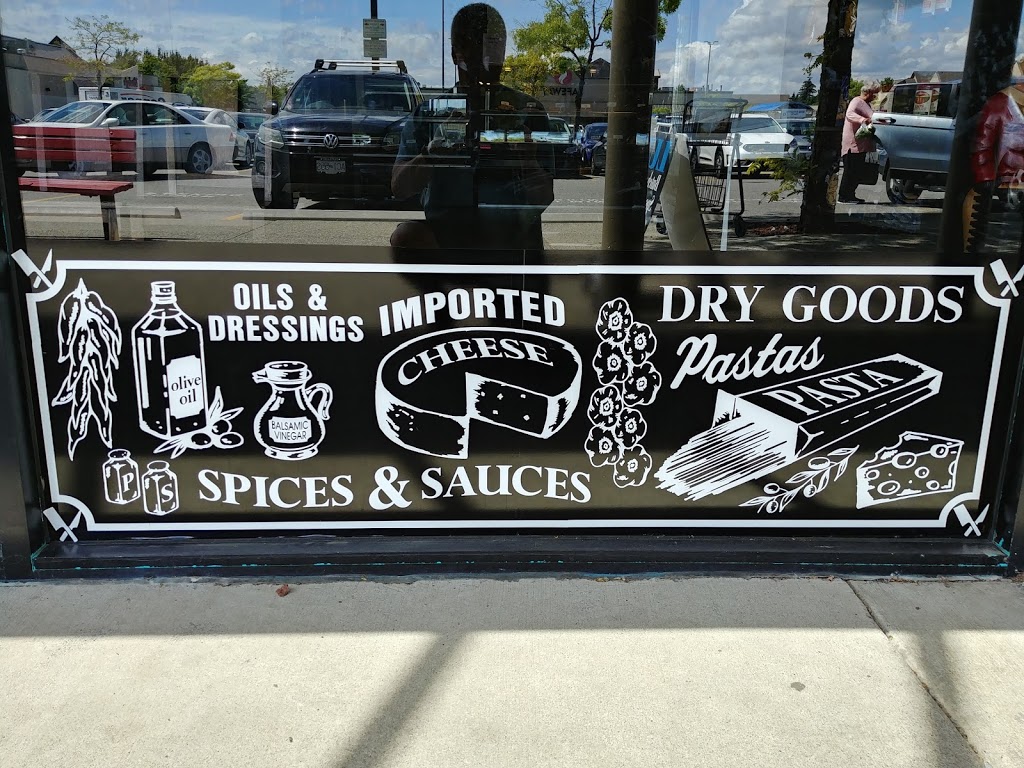 OILS &
DRESSINGS
IMPORTED
CHEESE
DRY GOODS
Pastas
PASTA
olive
oil
BALSAMIC
VINEGAR
P S
SPICES & SAUCES